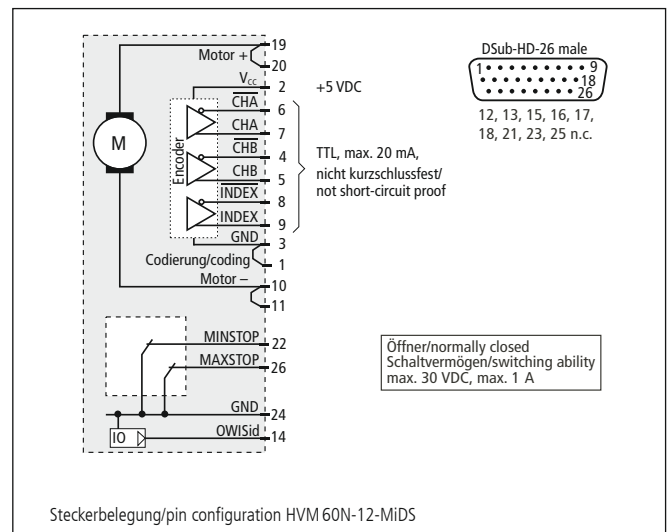 19
Motor +
20
V_CC
2
+5 VDC
C̅H̅A̅
6
CHA
7
C̅H̅B̅
4
CHB
5
I̅N̅D̅E̅X̅
8
INDEX
9
GND
3
Codierung/coding
1
Motor –
10
11
M
Encoder
TTL, max. 20 mA,
nicht kurzschlussfest/
not short-circuit proof
DSub-HD-26 male
1
9
18
26
12, 13, 15, 16, 17,
18, 21, 23, 25 n.c.
MINSTOP
22
MAXSTOP
26
GND
24
IO
OWISid
14
Öffner/normally closed
Schaltvermögen/switching ability
max. 30 VDC, max. 1 A
Steckerbelegung/pin configuration HVM 60N-12-MiDS